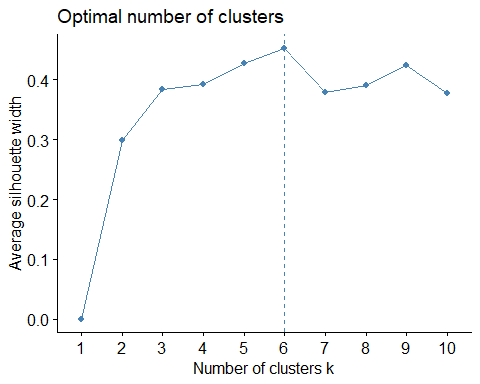 Optimal number of clusters
Average silhouette width
0.4
0.3
0.2
0.1
0.0
1 2 3 4 5 6 7 8 9 10
Number of clusters k